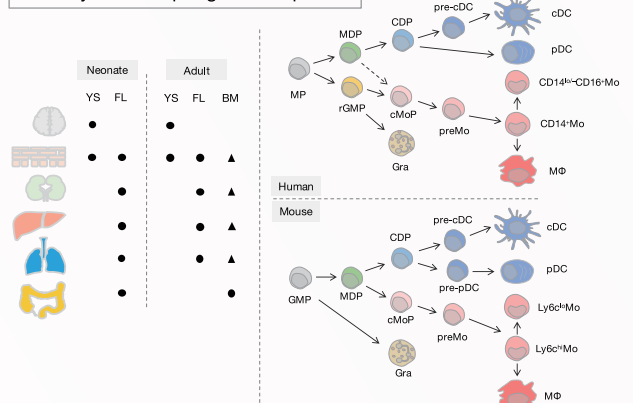 Neonate
Adult
YS
FL
YS
FL
BM
MP
MDP
CDP
pre-cDC
cDC
pDC
rGMP
cMoP
preMo
Gra
CD14ˡᵒ/−CD16⁺Mo
CD14⁺Mo
MΦ
Human
Mouse
GMP
MDP
CDP
pre-cDC
cDC
pre-pDC
pDC
cMoP
preMo
Gra
Ly6cˡᵒMo
Ly6cʰⁱMo
MΦ